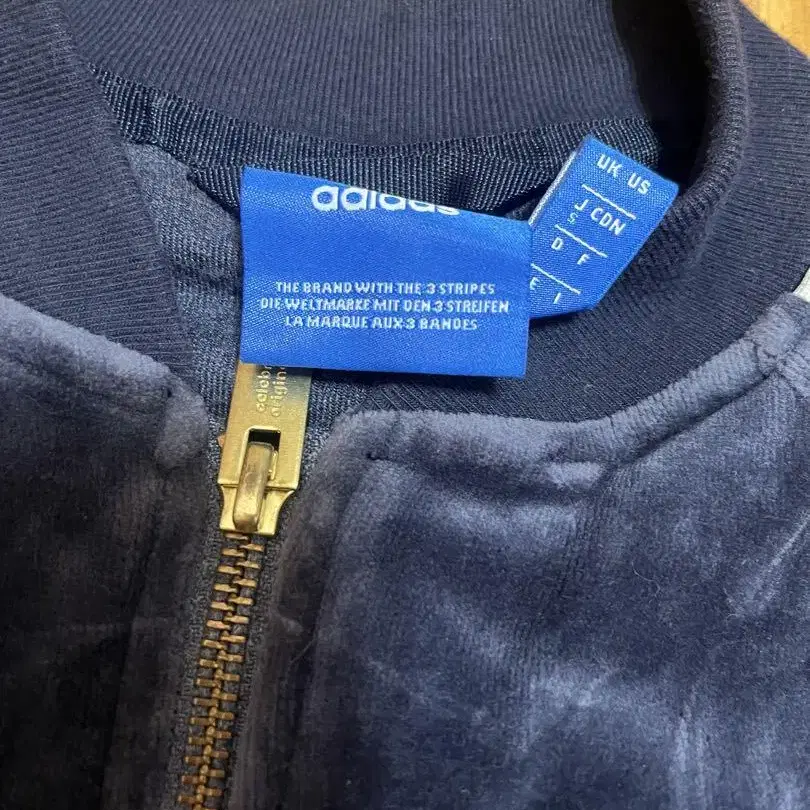 adidas
THE BRAND WITH THE 3 STRIPES
DIE WELTMARKE MIT DEN 3 STREIFEN
LA MARQUE AUX 3 BANDES
UK US
J CDN
S
D F
E I